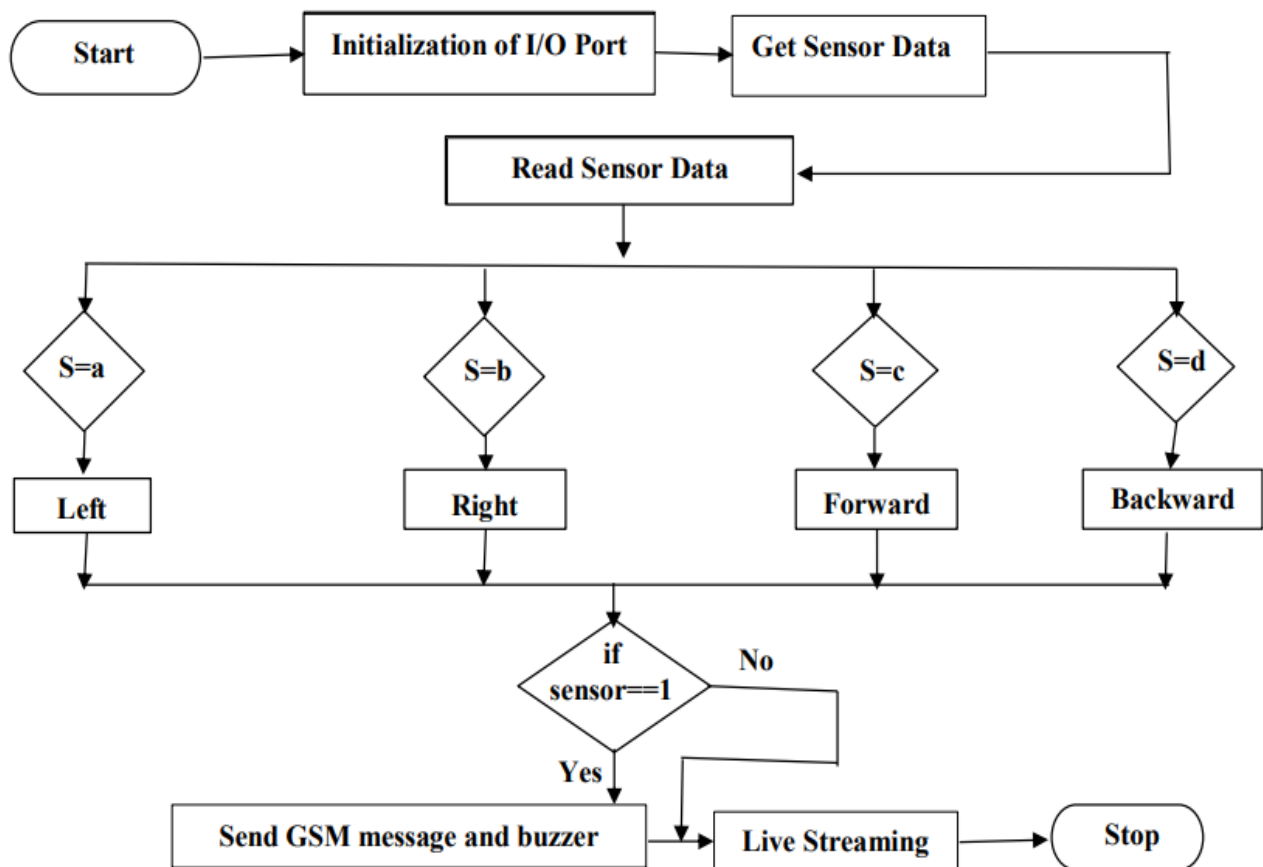 Start
Initialization of I/O Port
Get Sensor Data
Read Sensor Data
S=a
S=b
S=c
S=d
Left
Right
Forward
Backward
if
sensor==1
No
Yes
Send GSM message and buzzer
Live Streaming
Stop